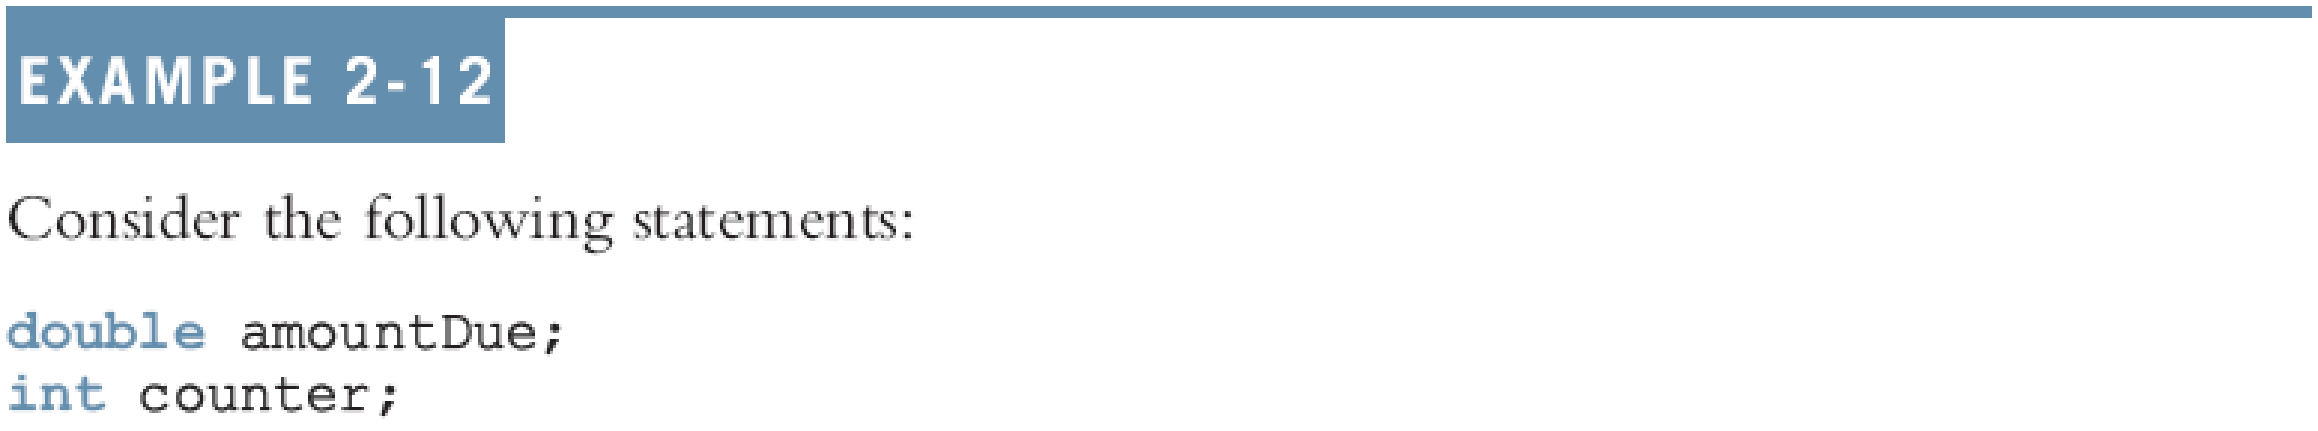 EXAMPLE 2-12
Consider the following statements:
double amountDue;
int counter;